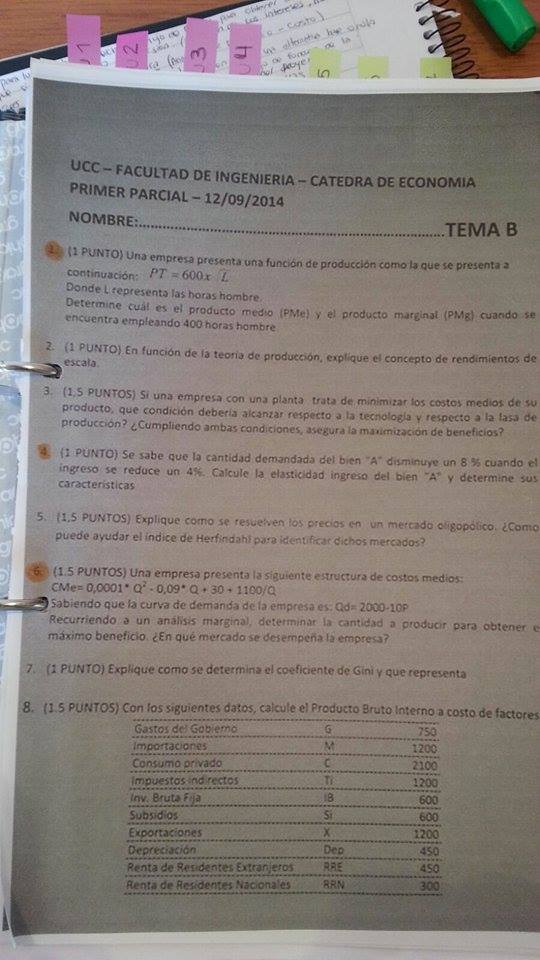 U1
U2
U3
U4
UCC – FACULTAD DE INGENIERIA – CATEDRA DE ECONOMIA
PRIMER PARCIAL – 12/09/2014
NOMBRE:..................................................................TEMA B
1. (1 PUNTO) Una empresa presenta una función de producción como la que se presenta a
continuación: PT = 600x √L
Donde L representa las horas hombre.
Determine cuál es el producto medio (PMe) y el producto marginal (PMg) cuando se
encuentra empleando 400 horas hombre
2. (1 PUNTO) En función de la teoría de producción, explique el concepto de rendimientos de
escala.
3. (1,5 PUNTOS) Si una empresa con una planta trata de minimizar los costos medios de su
producto, que condición debería alcanzar respecto a la tecnología y respecto a la tasa de
producción? ¿Cumpliendo ambas condiciones, asegura la maximización de beneficios?
4. (1 PUNTO) Se sabe que la cantidad demandada del bien "A" disminuye un 8 % cuando el
ingreso se reduce un 4%. Calcule la elasticidad ingreso del bien "A" y determine sus
características
5. (1,5 PUNTOS) Explique como se resuelven los precios en un mercado oligopólico. ¿Como
puede ayudar el índice de Herfindahl para identificar dichos mercados?
6. (1.5 PUNTOS) Una empresa presenta la siguiente estructura de costos medios:
CMe= 0,0001* Q² - 0,09* Q + 30 + 1100/Q
Sabiendo que la curva de demanda de la empresa es: Qd= 2000-10P
Recurriendo a un análisis marginal, determinar la cantidad a producir para obtener e
máximo beneficio. ¿En qué mercado se desempeña la empresa?
7. (1 PUNTO) Explique como se determina el coeficiente de Gini y que representa
8. (1.5 PUNTOS) Con los siguientes datos, calcule el Producto Bruto Interno a costo de factores
Gastos del Gobierno G 750
Importaciones M 1200
Consumo privado C 2100
Impuestos indirectos Ti 1200
Inv. Bruta Fija IB 600
Subsidios Si 600
Exportaciones X 1200
Depreciación Dep 450
Renta de Residentes Extranjeros RRE 450
Renta de Residentes Nacionales RRN 300